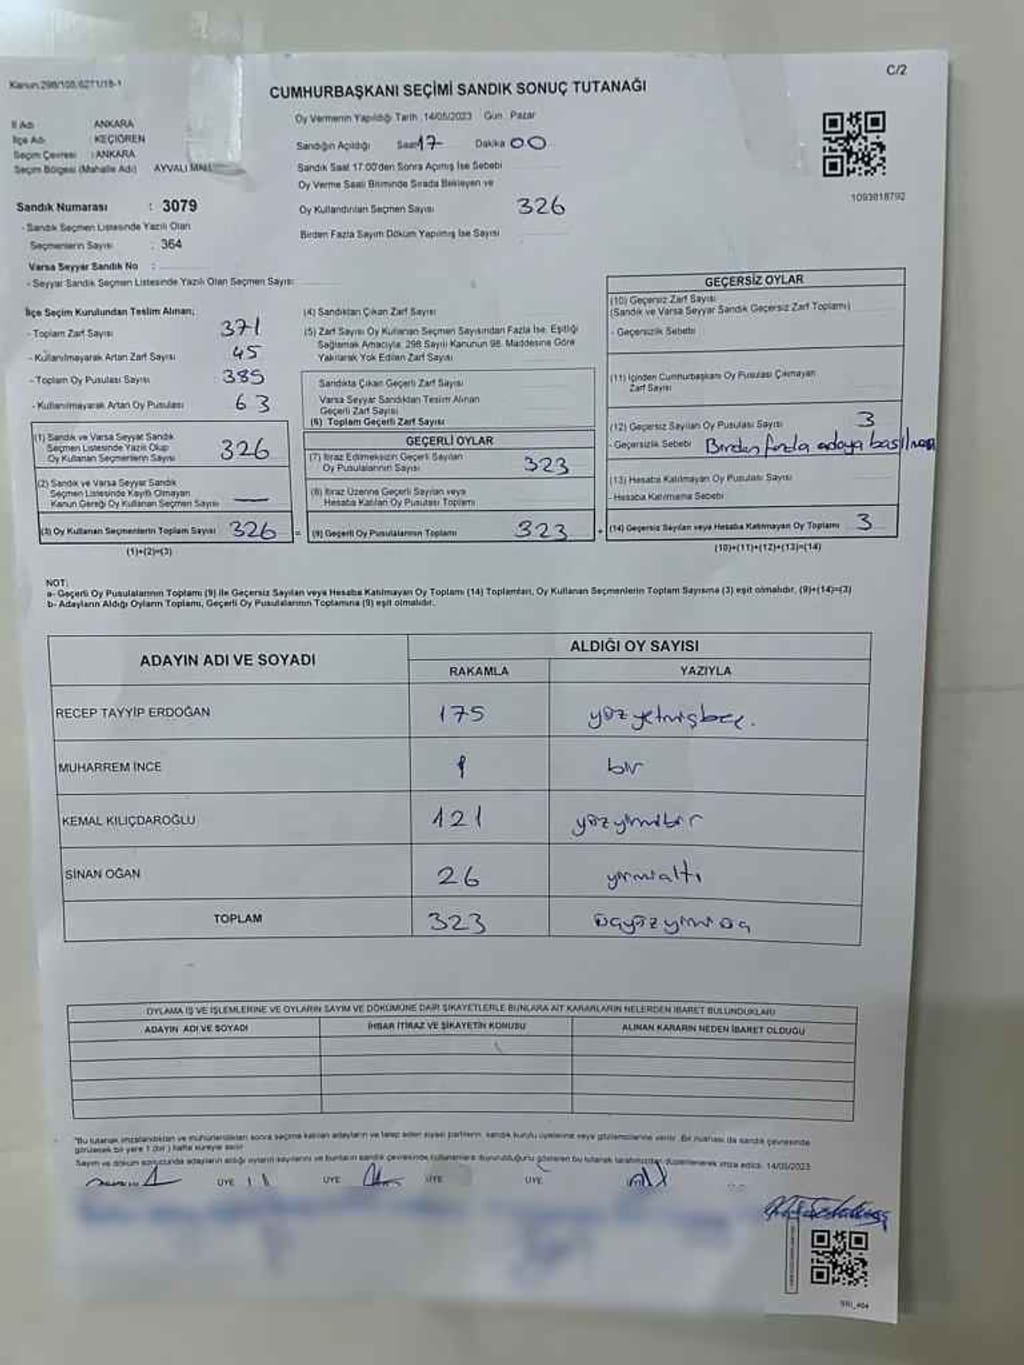 Kanun:298/105, 6271/18-1
C/2
CUMHURBAŞKANI SEÇİMİ SANDIK SONUÇ TUTANAĞI
İl Adı ANKARA
İlçe Adı KEÇİÖREN
Seçim Çevresi : ANKARA
Seçim Bölgesi (Mahalle Adı) AYVALI MAH.
Sandık Numarası : 3079
- Sandık Seçmen Listesinde Yazılı Olan
Seçmenlerin Sayısı : 364
Varsa Seyyar Sandık No :
- Seyyar Sandık Seçmen Listesinde Yazılı Olan Seçmen Sayısı:
Oy Vermenin Yapıldığı Tarih :14/05/2023 Gün: Pazar
Sandığın Açıldığı Saat 17 Dakika 00
Sandık Saat 17:00'den Sonra Açılmış İse Sebebi
Oy Verme Saati Bitiminde Sırada Bekleyen ve
Oy Kullandırılan Seçmen Sayısı 326
Birden Fazla Sayım Döküm Yapılmış İse Sayısı
1093818792
İlçe Seçim Kurulundan Teslim Alınan;
- Toplam Zarf Sayısı 371
- Kullanılmayarak Artan Zarf Sayısı 45
- Toplam Oy Pusulası Sayısı 385
- Kullanılmayarak Artan Oy Pusulası 63
(1) Sandık ve Varsa Seyyar Sandık
Seçmen Listesinde Yazılı Olup
Oy Kullanan Seçmenlerin Sayısı 326
(2) Sandık ve Varsa Seyyar Sandık
Seçmen Listesinde Kayıtlı Olmayan
Kanun Gereği Oy Kullanan Seçmen Sayısı —
(3) Oy Kullanan Seçmenlerin Toplam Sayısı 326
(1)+(2)=(3)
(4) Sandıktan Çıkan Zarf Sayısı
(5) Zarf Sayısı Oy Kullanan Seçmen Sayısından Fazla İse, Eşitliği
Sağlamak Amacıyla, 298 Sayılı Kanunun 98. Maddesine Göre
Yakılarak Yok Edilen Zarf Sayısı
Sandıkta Çıkan Geçerli Zarf Sayısı
Varsa Seyyar Sandıktan Teslim Alınan
Geçerli Zarf Sayısı
(6) Toplam Geçerli Zarf Sayısı
GEÇERLİ OYLAR
(7) İtiraz Edilmeksizin Geçerli Sayılan
Oy Pusulalarının Sayısı 323
(8) İtiraz Üzerine Geçerli Sayılan veya
Hesaba Katılan Oy Pusulası Toplamı
= (9) Geçerli Oy Pusulalarının Toplamı 323 +
GEÇERSİZ OYLAR
(10) Geçersiz Zarf Sayısı
(Sandık ve Varsa Seyyar Sandık Geçersiz Zarf Toplamı)
- Geçersizlik Sebebi
(11) İçinden Cumhurbaşkanı Oy Pusulası Çıkmayan
Zarf Sayısı
(12) Geçersiz Sayılan Oy Pusulası Sayısı 3
- Geçersizlik Sebebi Birden fazla adaya basılması
(13) Hesaba Katılmayan Oy Pusulası Sayısı
- Hesaba Katılmama Sebebi
(14) Geçersiz Sayılan veya Hesaba Katılmayan Oy Toplamı 3
(10)+(11)+(12)+(13)=(14)
NOT:
a- Geçerli Oy Pusulalarının Toplamı (9) ile Geçersiz Sayılan veya Hesaba Katılmayan Oy Toplamı (14) Toplamları, Oy Kullanan Seçmenlerin Toplam Sayısına (3) eşit olmalıdır. (9)+(14)=(3)
b- Adayların Aldığı Oyların Toplamı, Geçerli Oy Pusulalarının Toplamına (9) eşit olmalıdır.
ADAYIN ADI VE SOYADI ALDIĞI OY SAYISI
RAKAMLA YAZIYLA
RECEP TAYYİP ERDOĞAN 175 yüzyetmişbeş.
MUHARREM İNCE 1 bir
KEMAL KILIÇDAROĞLU 121 yüzyirmibir
SİNAN OĞAN 26 yirmialtı
TOPLAM 323 üçyüzyirmiüç
OYLAMA İŞ VE İŞLEMLERİNE VE OYLARIN SAYIM VE DÖKÜMÜNE DAİR ŞİKAYETLERLE BUNLARA AİT KARARLARIN NELERDEN İBARET BULUNDUKLARI
ADAYIN ADI VE SOYADI İHBAR İTİRAZ VE ŞİKAYETİN KONUSU ALINAN KARARIN NEDEN İBARET OLDUĞU
*Bu tutanak imzalandıktan ve mühürlendikten sonra seçime katılan adayların ve talep eden siyasi partilerin, sandık kurulu üyelerine veya gözlemcilerine verilir. Bir nüshası da sandık çevresinde
görülecek bir yere 1 (bir) hafta süreyle asılır.
Sayım ve döküm sonucunda adayların aldığı oyların sayılarını ve bunların sandık çevresinde kullananlara duyurulduğunu gösteren bu tutanak tarafımızdan düzenlenerek imza edildi. 14/05/2023
ÜYE ÜYE ÜYE ÜYE